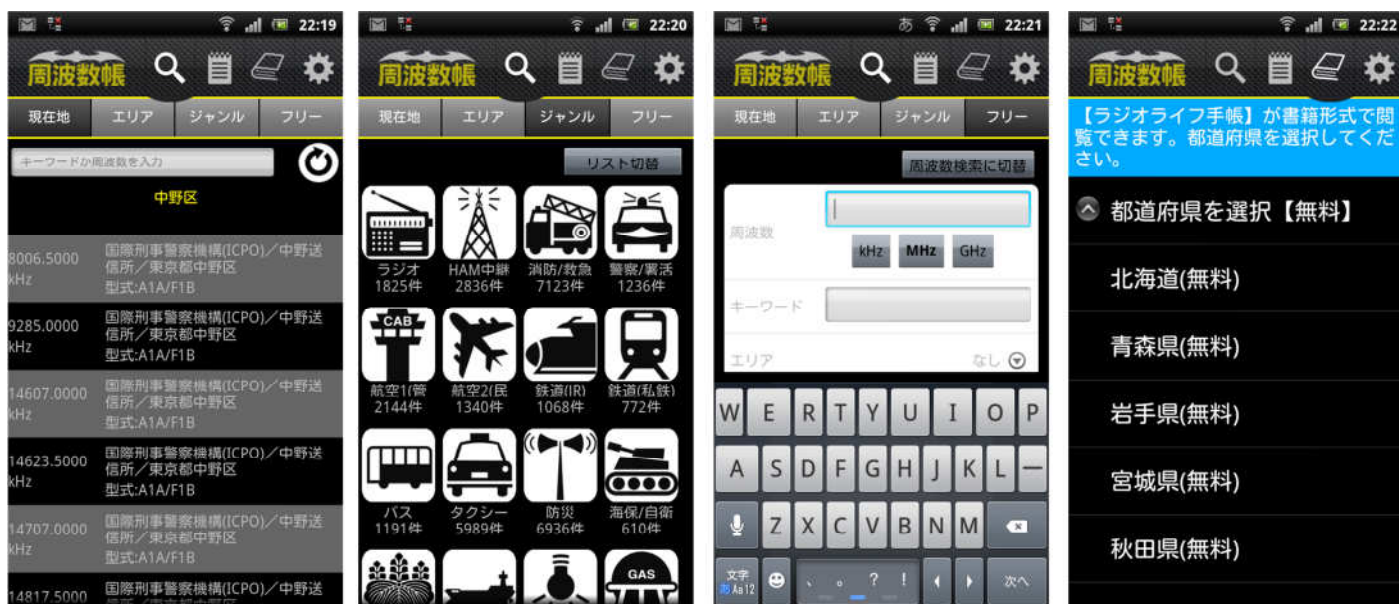 22:19
周波数帳
現在地 エリア ジャンル フリー
キーワードか周波数を入力
中野区
8006.5000
kHz
国際刑事警察機構(ICPO)／中野送
信所／東京都中野区
型式:A1A/F1B
9285.0000
kHz
国際刑事警察機構(ICPO)／中野送
信所／東京都中野区
型式:A1A/F1B
14607.0000
kHz
国際刑事警察機構(ICPO)／中野送
信所／東京都中野区
型式:A1A/F1B
14623.5000
kHz
国際刑事警察機構(ICPO)／中野送
信所／東京都中野区
型式:A1A/F1B
14707.0000
kHz
国際刑事警察機構(ICPO)／中野送
信所／東京都中野区
型式:A1A/F1B
14817.5000
国際刑事警察機構(ICPO)／中野送
22:20
周波数帳
現在地 エリア ジャンル フリー
リスト切替
ラジオ
1825件
HAM中継
2836件
消防/救急
7123件
警察/署活
1236件
CAB
航空1(管
2144件
航空2(民
1340件
鉄道(JR)
1068件
鉄道(私鉄)
772件
バス
1191件
タクシー
5989件
防災
6936件
海保/自衛
610件
GAS
あ 22:21
周波数帳
現在地 エリア ジャンル フリー
周波数検索に切替
周波数
kHz MHz GHz
キーワード
エリア なし
W E R T Y U I O P
A S D F G H J K L ー
Z X C V B N M
文字
あAa12
、 。 ? ! 次へ
22:22
周波数帳
【ラジオライフ手帳】が書籍形式で閲
覧できます。都道府県を選択してくだ
さい。
都道府県を選択【無料】
北海道(無料)
青森県(無料)
岩手県(無料)
宮城県(無料)
秋田県(無料)